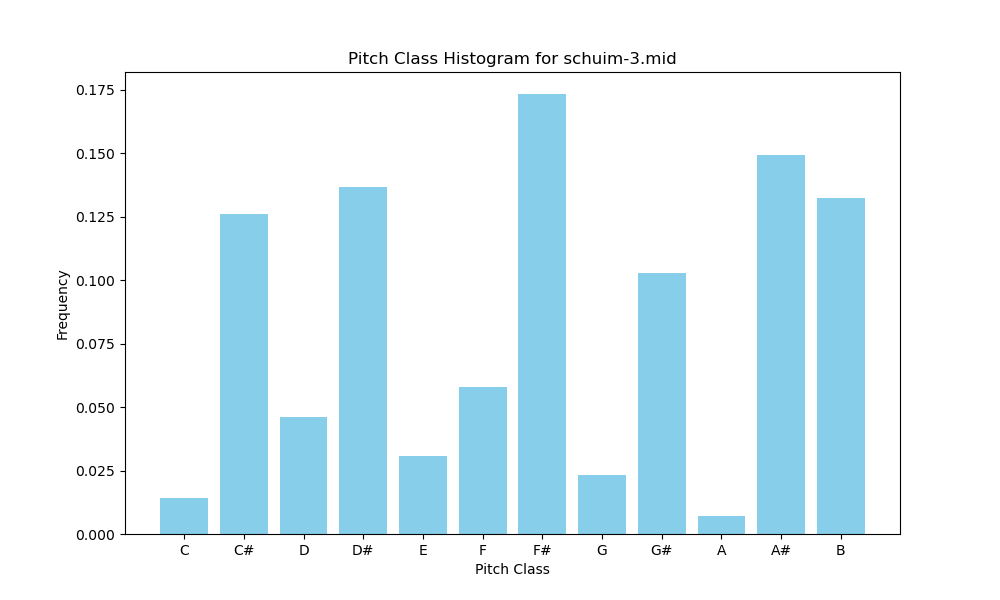 Pitch Class Histogram for schuim-3.mid
0.175
0.150
0.125
0.100
0.075
0.050
0.025
0.000
Frequency
C C# D D# E F F# G G# A A# B
Pitch Class